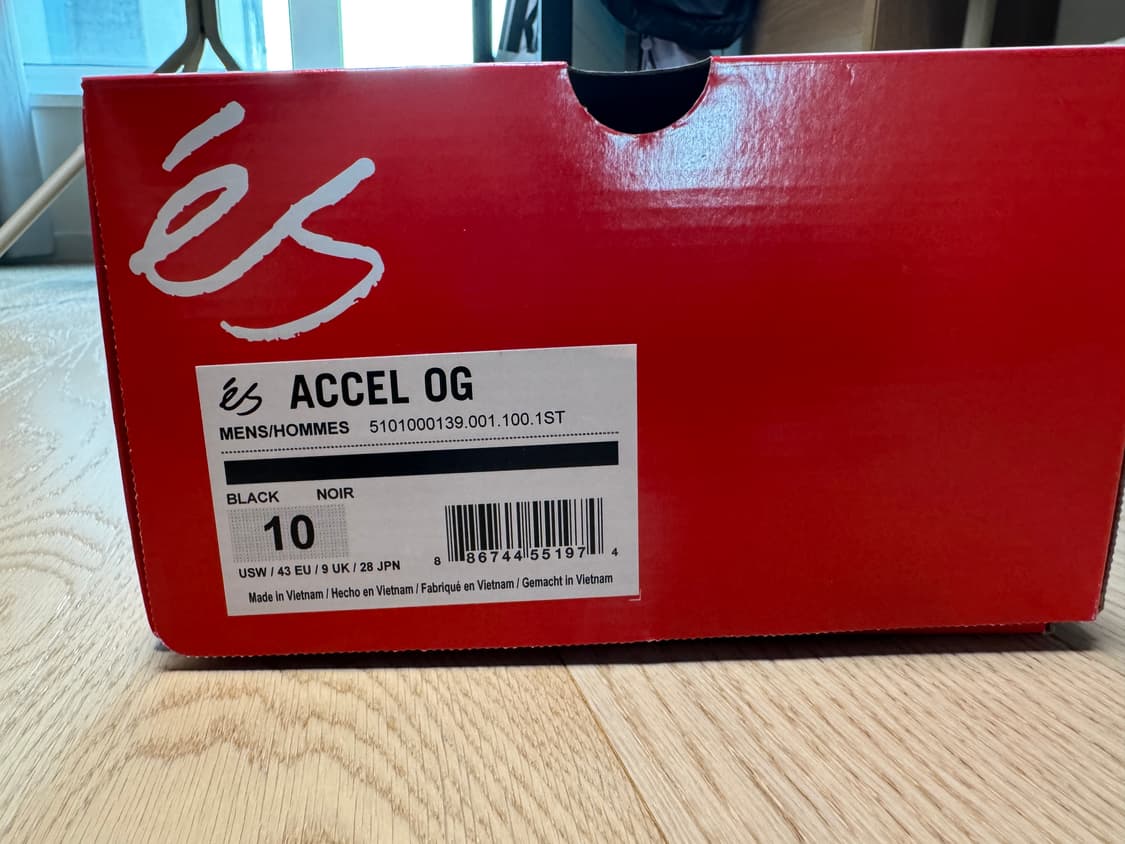 és
és ACCEL OG
MENS/HOMMES 5101000139.001.100.1ST
BLACK NOIR
10
USW / 43 EU / 9 UK / 28 JPN
8 86744 55197 4
Made in Vietnam / Hecho en Vietnam / Fabriqué en Vietnam / Gemacht in Vietnam